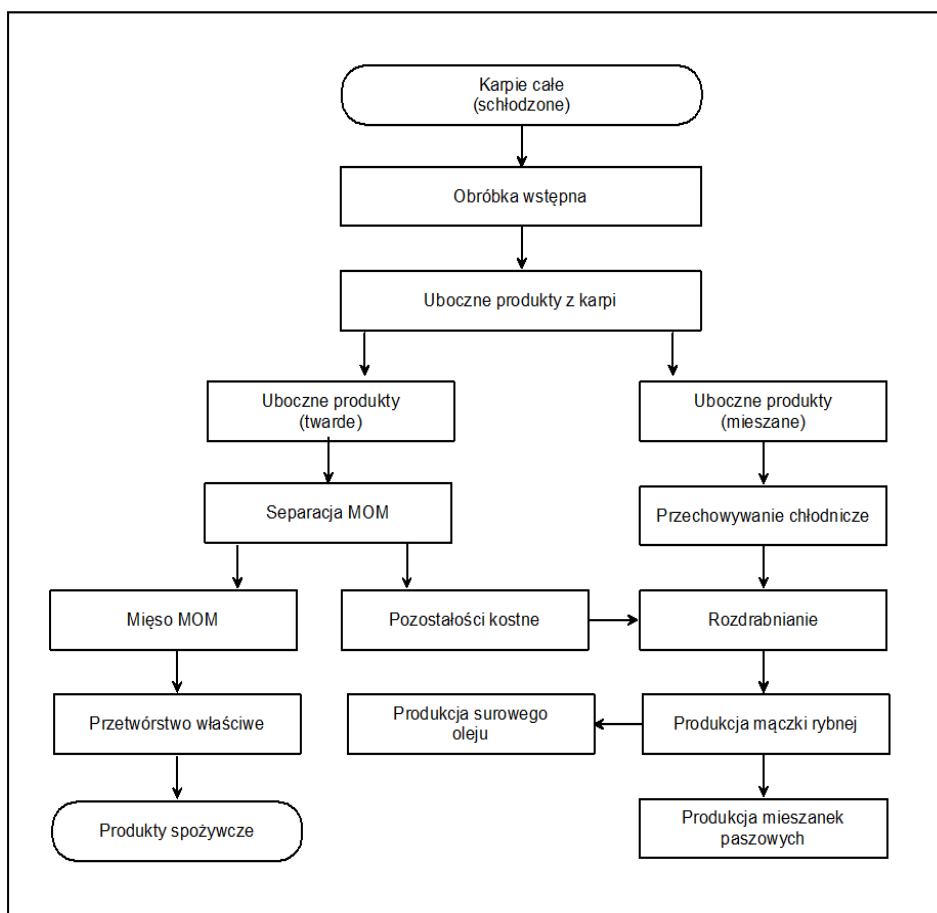 Karpie całe
(schłodzone)
Obróbka wstępna
Uboczne produkty z karpi
Uboczne produkty
(twarde)
Uboczne produkty
(mieszane)
Separacja MOM
Przechowywanie chłodnicze
Mięso MOM
Pozostałości kostne
Rozdrabnianie
Przetwórstwo właściwe
Produkcja surowego
oleju
Produkcja mączki rybnej
Produkty spożywcze
Produkcja mieszanek
paszowych